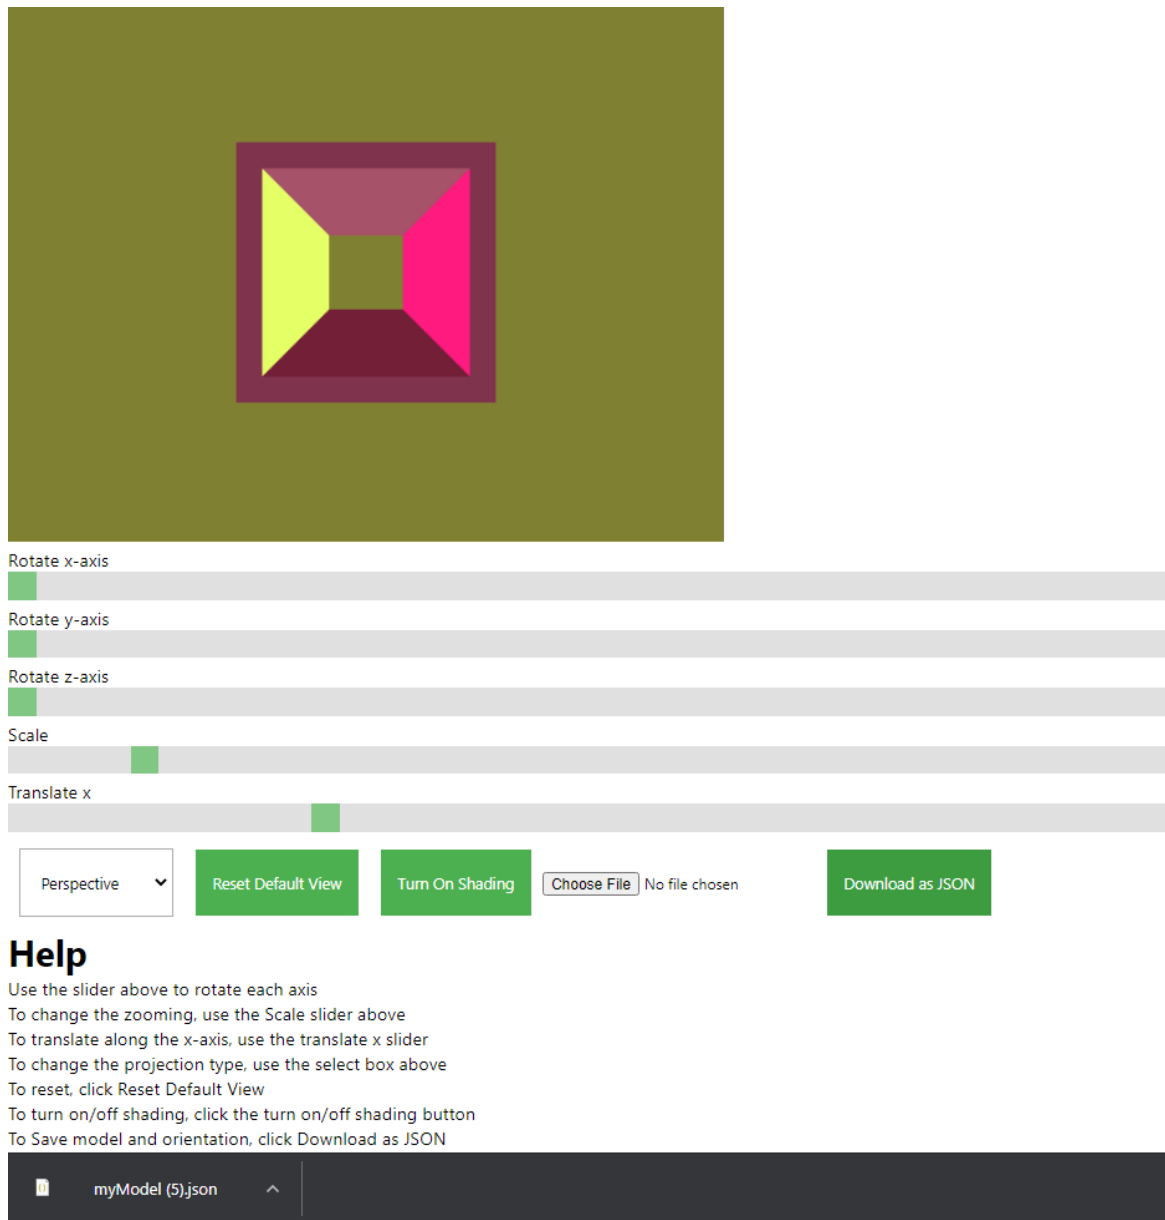 Rotate x-axis
Rotate y-axis
Rotate z-axis
Scale
Translate x
Perspective Reset Default View Turn On Shading Choose File No file chosen Download as JSON
Help
Use the slider above to rotate each axis
To change the zooming, use the Scale slider above
To translate along the x-axis, use the translate x slider
To change the projection type, use the select box above
To reset, click Reset Default View
To turn on/off shading, click the turn on/off shading button
To Save model and orientation, click Download as JSON
myModel (5).json